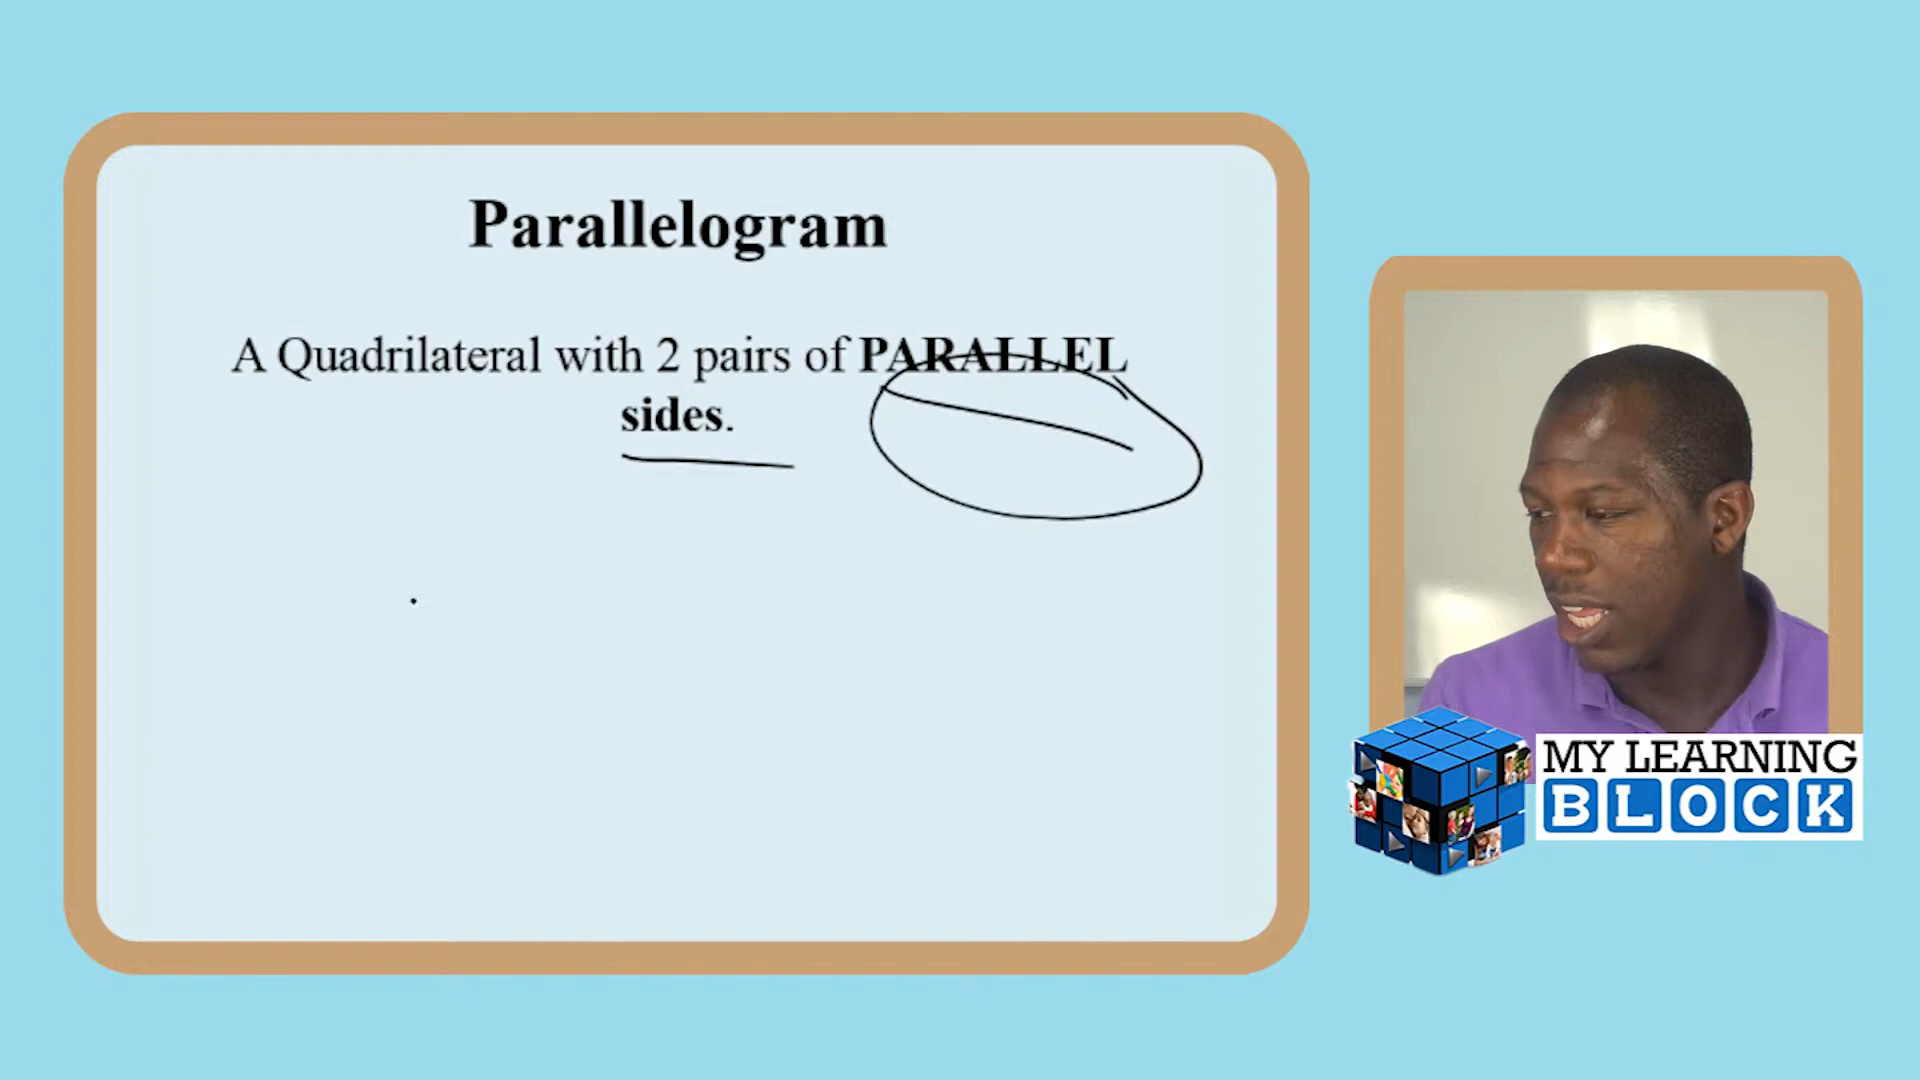 Parallelogram
A Quadrilateral with 2 pairs of PARALLEL
sides.
MY LEARNING
BLOCK